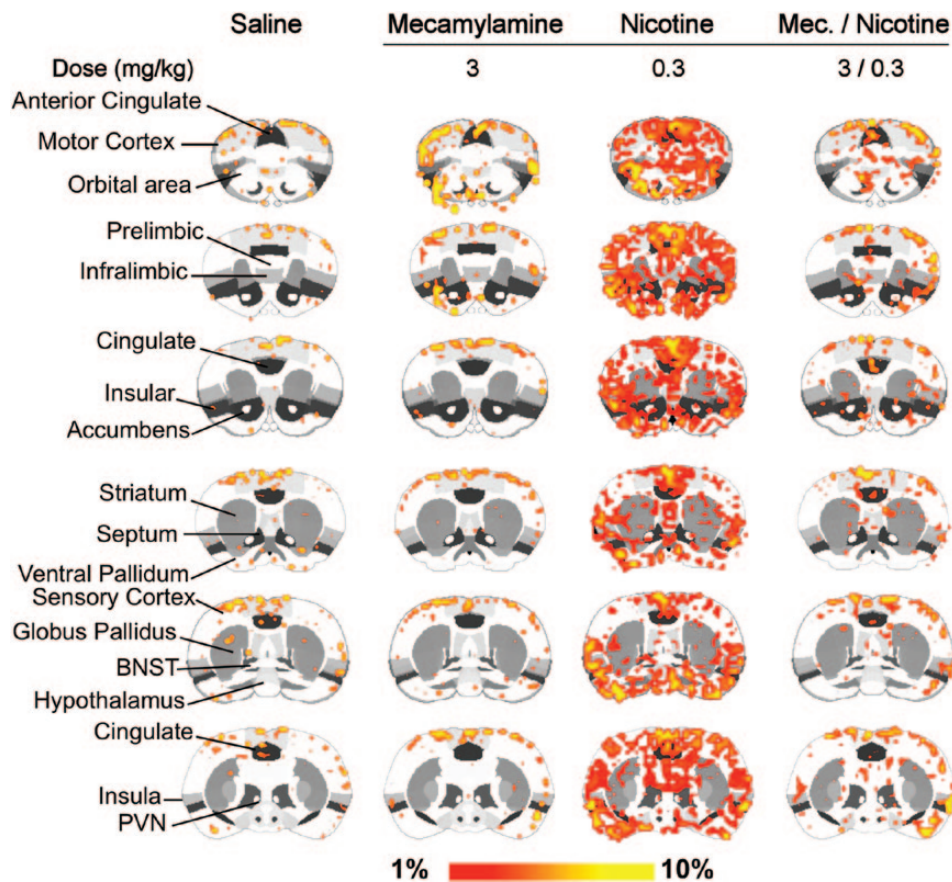 Saline Mecamylamine Nicotine Mec. / Nicotine
Dose (mg/kg) 3 0.3 3 / 0.3
Anterior Cingulate
Motor Cortex
Orbital area
Prelimbic
Infralimbic
Cingulate
Insular
Accumbens
Striatum
Septum
Ventral Pallidum
Sensory Cortex
Globus Pallidus
BNST
Hypothalamus
Cingulate
Insula
PVN
1% 10%